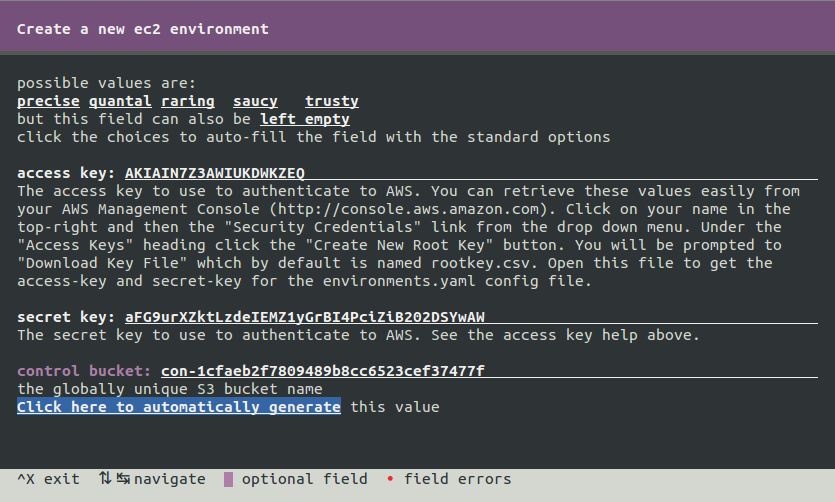 Create a new ec2 environment
possible values are:
precise quantal raring saucy trusty
but this field can also be left empty
click the choices to auto-fill the field with the standard options
access key: AKIAIN7Z3AWIUKDWKZEQ
The access key to use to authenticate to AWS. You can retrieve these values easily from
your AWS Management Console (http://console.aws.amazon.com). Click on your name in the
top-right and then the "Security Credentials" link from the drop down menu. Under the
"Access Keys" heading click the "Create New Root Key" button. You will be prompted to
"Download Key File" which by default is named rootkey.csv. Open this file to get the
access-key and secret-key for the environments.yaml config file.
secret key: aFG9urXZktLzdeIEMZ1yGrBI4PciZiB202DSYwAW
The secret key to use to authenticate to AWS. See the access key help above.
control bucket: con-1cfaeb2f7809489b8cc6523cef37477f
the globally unique S3 bucket name
Click here to automatically generate this value
^X exit ⇅ ↹ navigate optional field • field errors